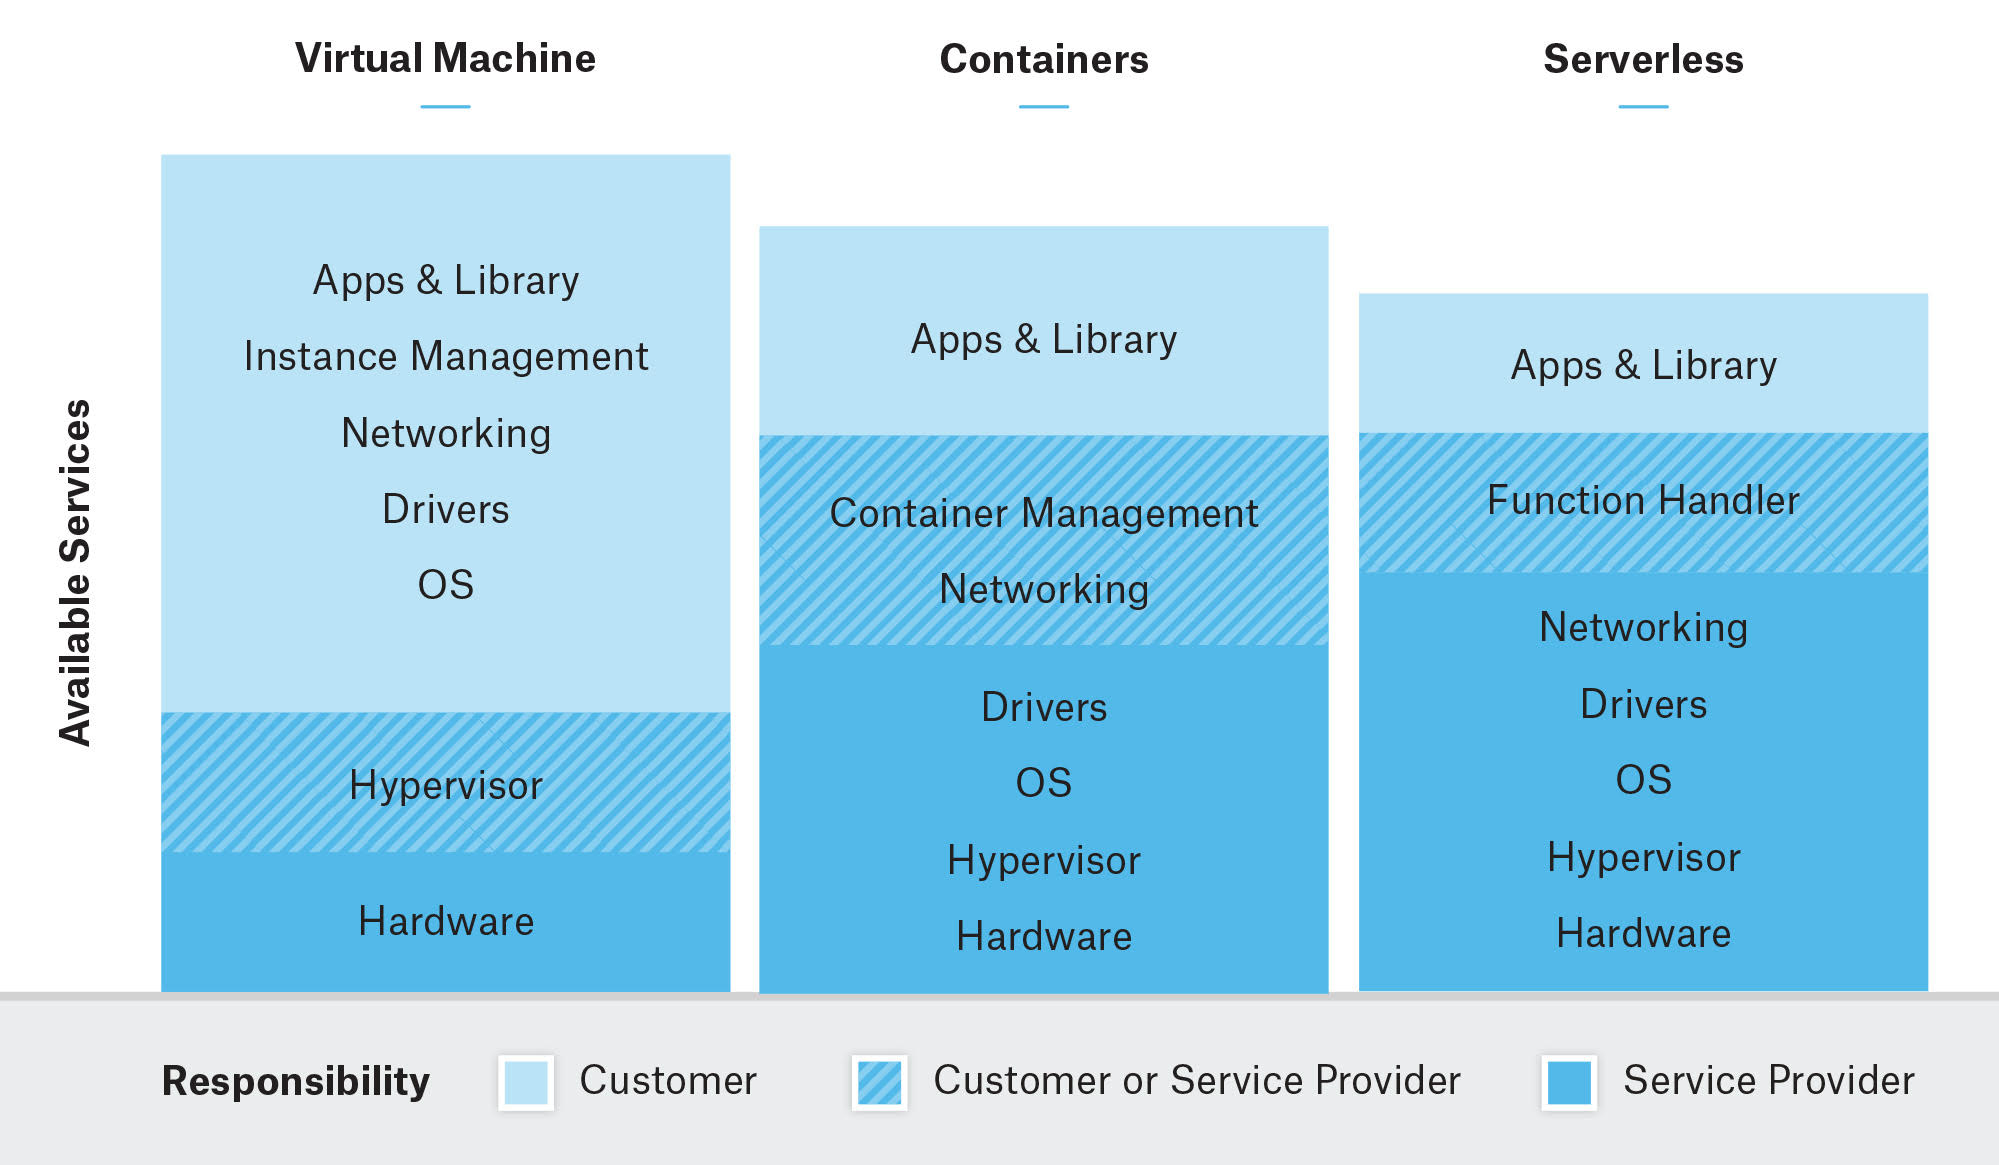 Virtual Machine
Containers
Serverless
Available Services
Apps & Library
Instance Management
Networking
Drivers
OS
Hypervisor
Hardware
Apps & Library
Container Management
Networking
Drivers
OS
Hypervisor
Hardware
Apps & Library
Function Handler
Networking
Drivers
OS
Hypervisor
Hardware
Responsibility
Customer
Customer or Service Provider
Service Provider